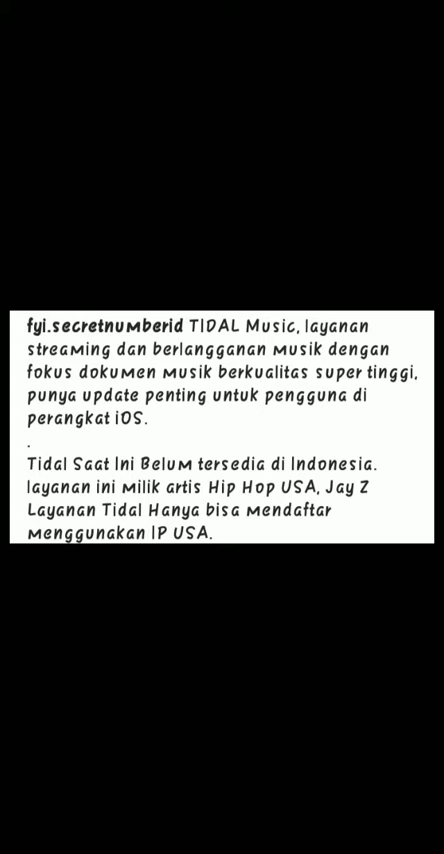 fyi.secretnumberid TIDAL Music, layanan
streaming dan berlangganan musik dengan
fokus dokumen musik berkualitas super tinggi,
punya update penting untuk pengguna di
perangkat iOS.
.
Tidal Saat Ini Belum tersedia di Indonesia.
layanan ini milik artis Hip Hop USA, Jay Z
Layanan Tidal Hanya bisa mendaftar
menggunakan IP USA.